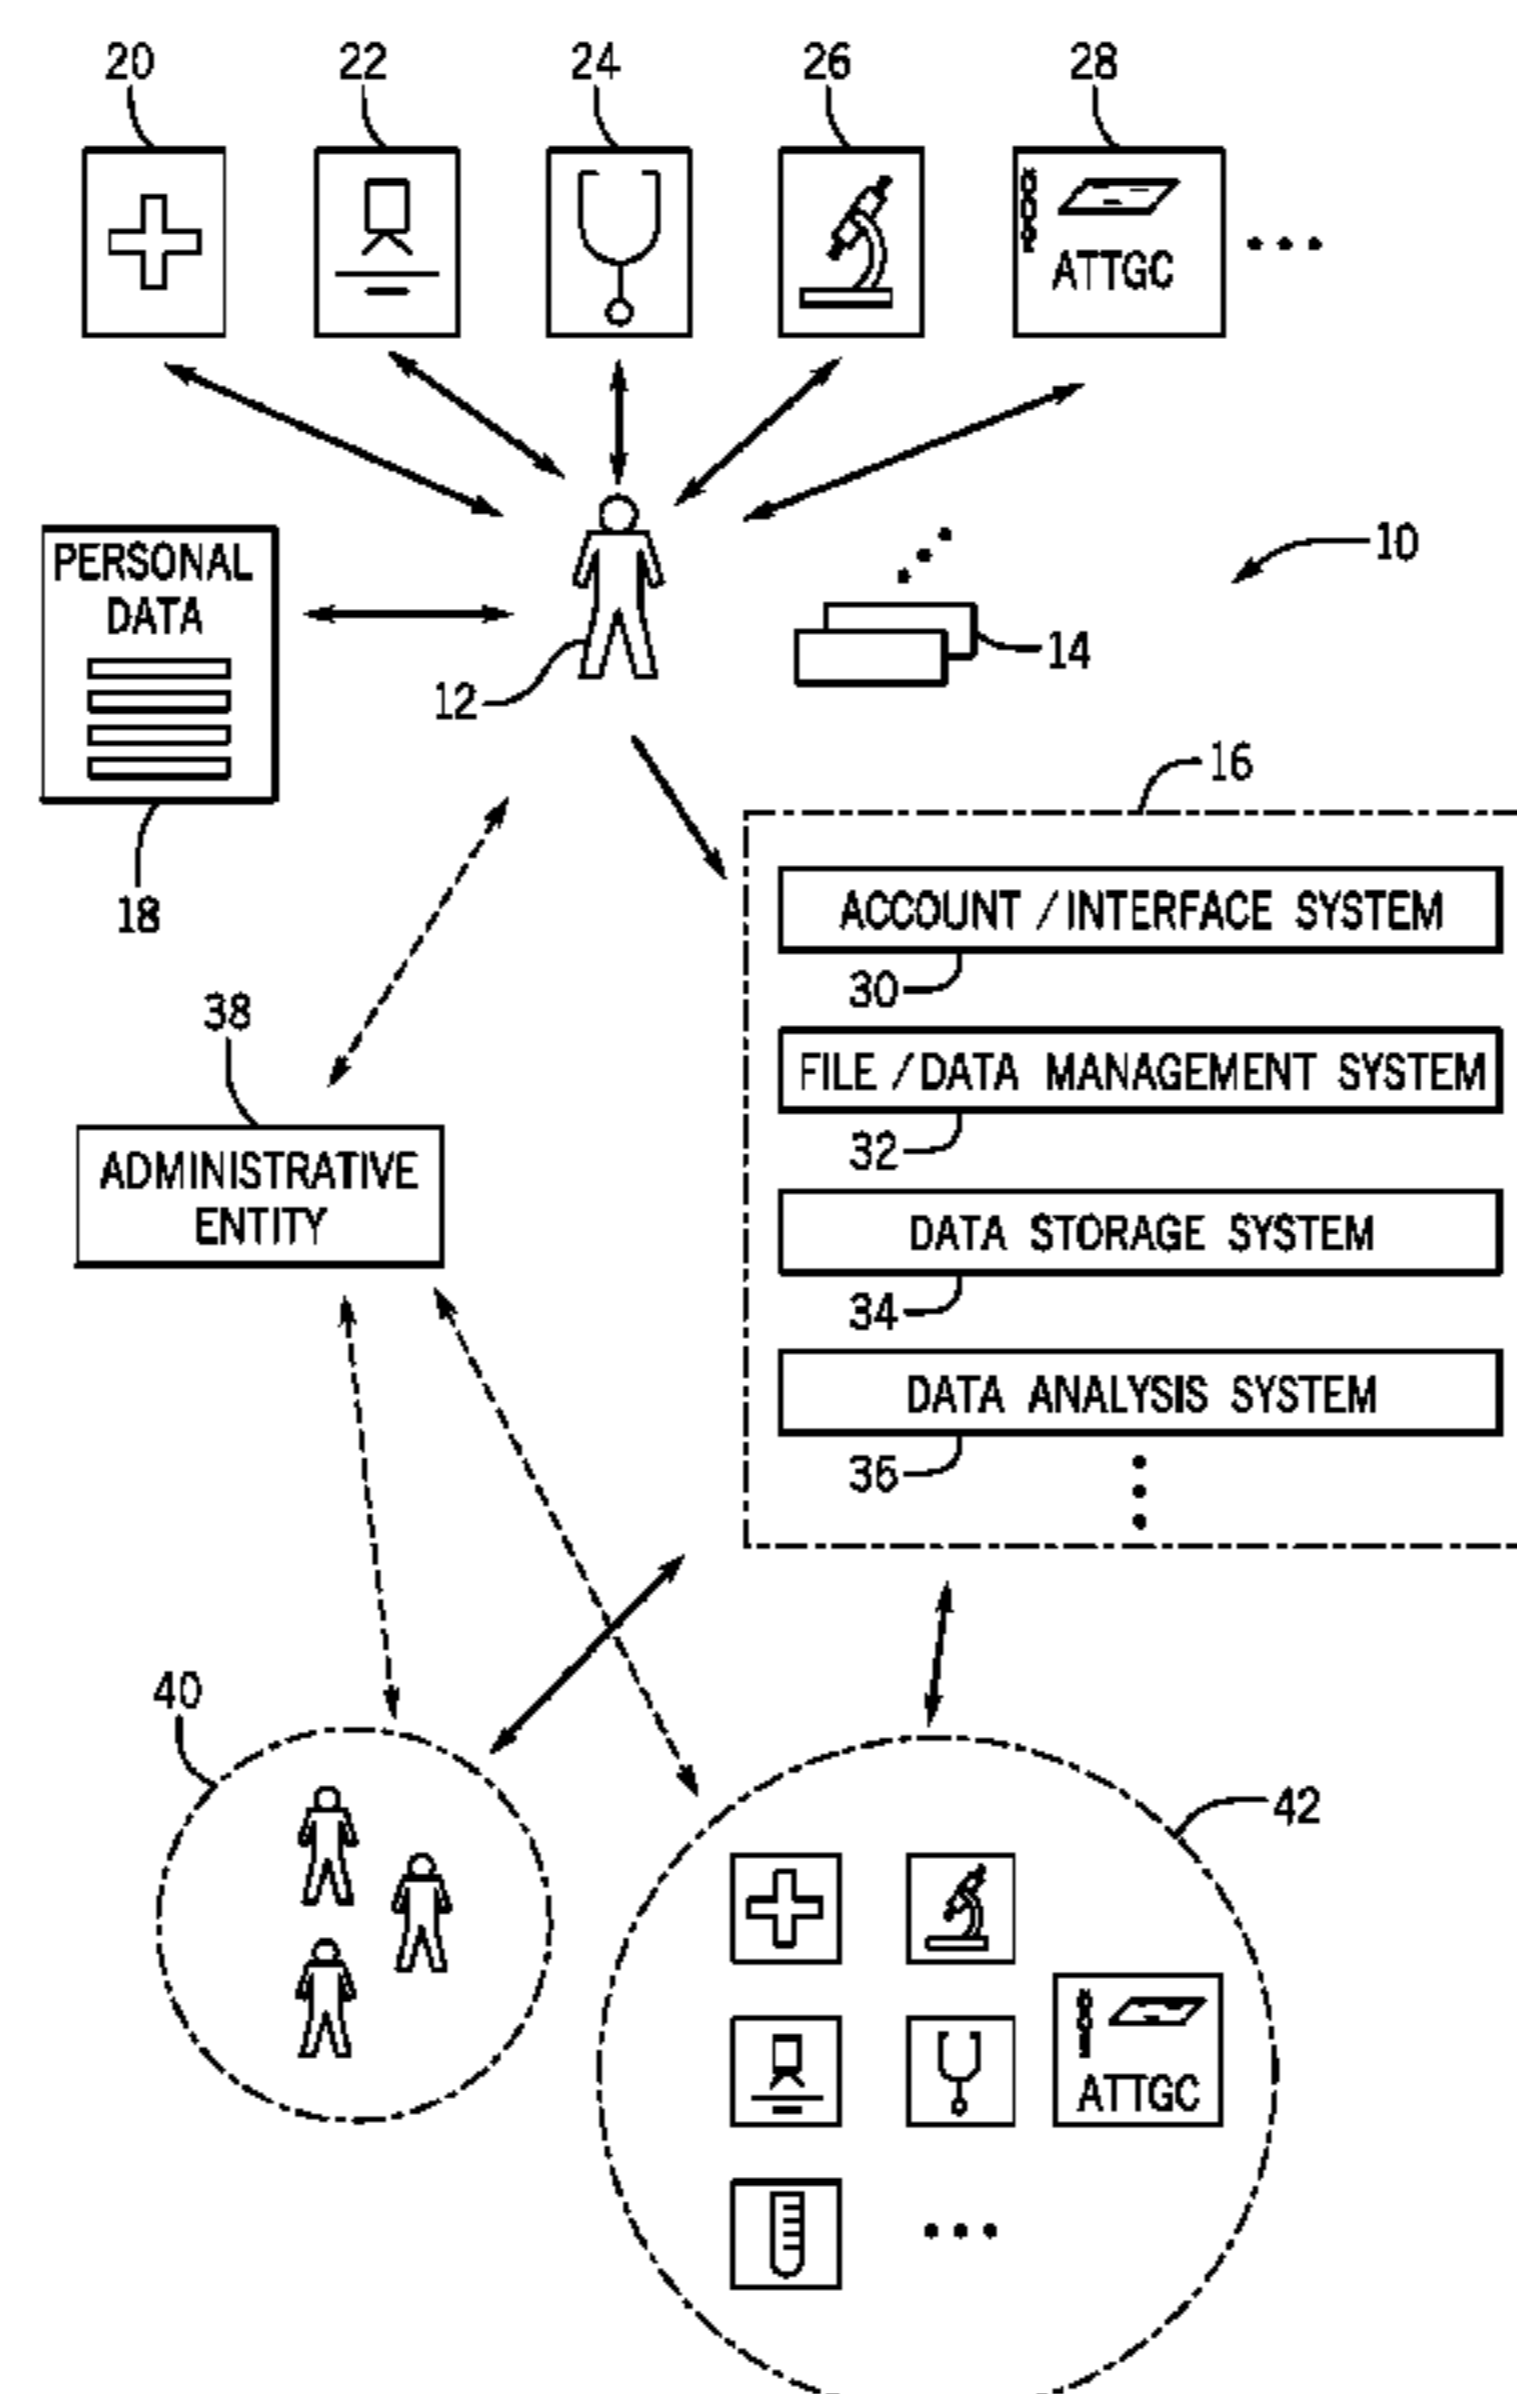 20 22 24 26 28
ATTGC
10
PERSONAL
DATA
14
12
16
18
ACCOUNT / INTERFACE SYSTEM
30
38
FILE / DATA MANAGEMENT SYSTEM
32
ADMINISTRATIVE
ENTITY
DATA STORAGE SYSTEM
34
DATA ANALYSIS SYSTEM
36
40
42
ATTGC